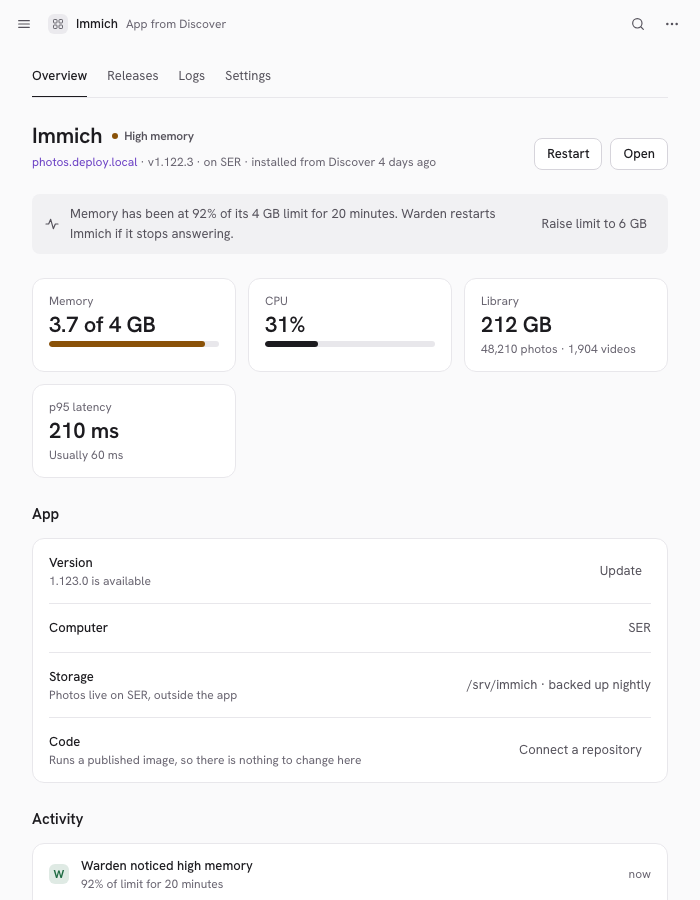 Immich App from Discover
Overview Releases Logs Settings
Immich High memory
photos.deploy.local · v1.122.3 · on SER · installed from Discover 4 days ago
Restart Open
Memory has been at 92% of its 4 GB limit for 20 minutes. Warden restarts
Immich if it stops answering.
Raise limit to 6 GB
Memory
3.7 of 4 GB
CPU
31%
Library
212 GB
48,210 photos · 1,904 videos
p95 latency
210 ms
Usually 60 ms
App
Version
1.123.0 is available
Update
Computer
SER
Storage
Photos live on SER, outside the app
/srv/immich · backed up nightly
Code
Runs a published image, so there is nothing to change here
Connect a repository
Activity
W
Warden noticed high memory
92% of limit for 20 minutes
now